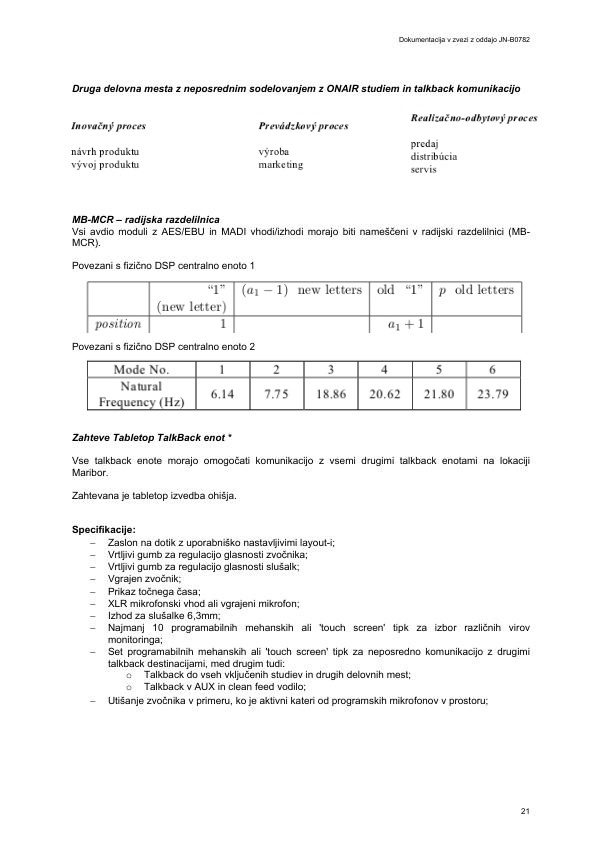 Dokumentacija v zvezi z oddajo JN-B0782
Druga delovna mesta z neposrednim sodelovanjem z ONAIR studiem in talkback komunikacijo
Inovačný proces Prevádzkový proces Realizačno-odbytový proces
návrh produktu výroba predaj
vývoj produktu marketing distribúcia
servis
MB-MCR – radijska razdelilnica
Vsi avdio moduli z AES/EBU in MADI vhodi/izhodi morajo biti nameščeni v radijski razdelilnici (MB-
MCR).
Povezani s fizično DSP centralno enoto 1
“1” (a₁ − 1) new letters old “1” p old letters
(new letter)
position 1 a₁ + 1
Povezani s fizično DSP centralno enoto 2
Mode No. 1 2 3 4 5 6
Natural
Frequency (Hz) 6.14 7.75 18.86 20.62 21.80 23.79
Zahteve Tabletop TalkBack enot *
Vse talkback enote morajo omogočati komunikacijo z vsemi drugimi talkback enotami na lokaciji
Maribor.
Zahtevana je tabletop izvedba ohišja.
Specifikacije:
– Zaslon na dotik z uporabniško nastavljivimi layout-i;
– Vrtljivi gumb za regulacijo glasnosti zvočnika;
– Vrtljivi gumb za regulacijo glasnosti slušalk;
– Vgrajen zvočnik;
– Prikaz točnega časa;
– XLR mikrofonski vhod ali vgrajeni mikrofon;
– Izhod za slušalke 6,3mm;
– Najmanj 10 programabilnih mehanskih ali 'touch screen' tipk za izbor različnih virov
monitoringa;
– Set programabilnih mehanskih ali 'touch screen' tipk za neposredno komunikacijo z drugimi
talkback destinacijami, med drugim tudi:
o Talkback do vseh vključenih studiev in drugih delovnih mest;
o Talkback v AUX in clean feed vodilo;
– Utišanje zvočnika v primeru, ko je aktivni kateri od programskih mikrofonov v prostoru;
21